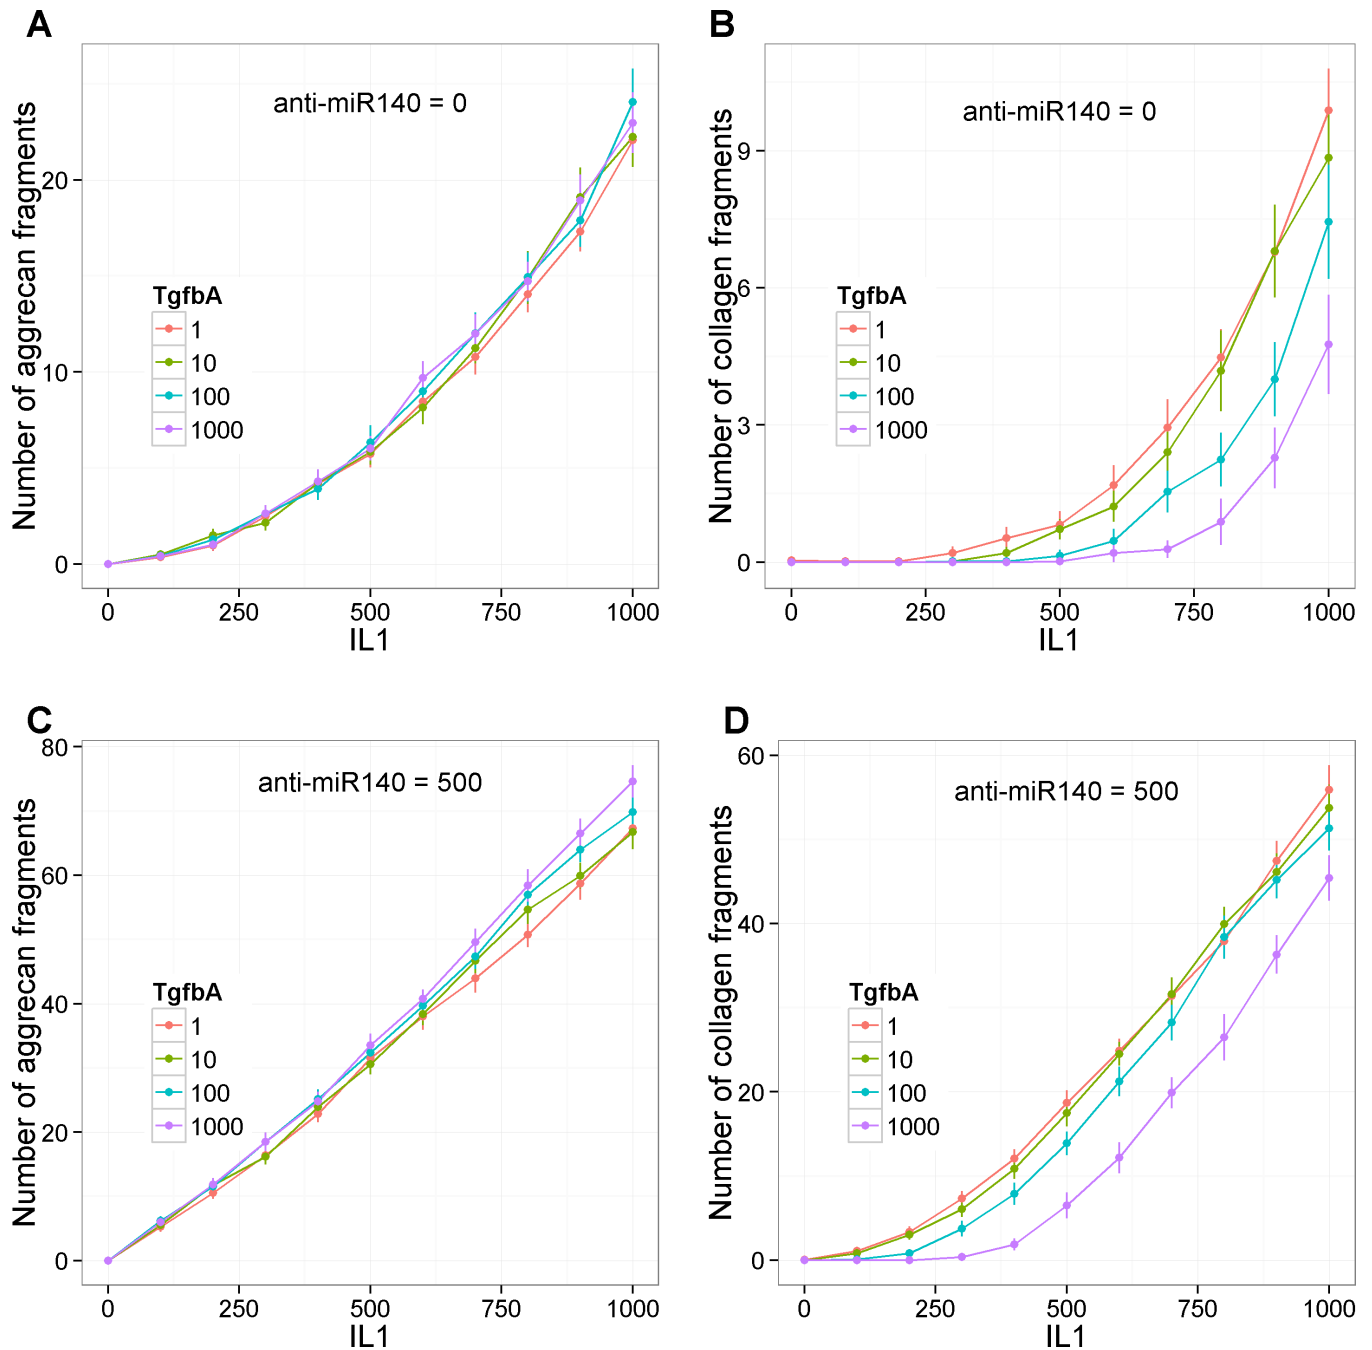 A
anti-miR140 = 0
Number of aggrecan fragments
20
10
0
TgfbA
1
10
100
1000
0 250 500 750 1000
IL1
B
anti-miR140 = 0
Number of collagen fragments
9
6
3
0
TgfbA
1
10
100
1000
0 250 500 750 1000
IL1
C
anti-miR140 = 500
Number of aggrecan fragments
80
60
40
20
0
TgfbA
1
10
100
1000
0 250 500 750 1000
IL1
D
anti-miR140 = 500
Number of collagen fragments
60
40
20
0
TgfbA
1
10
100
1000
0 250 500 750 1000
IL1